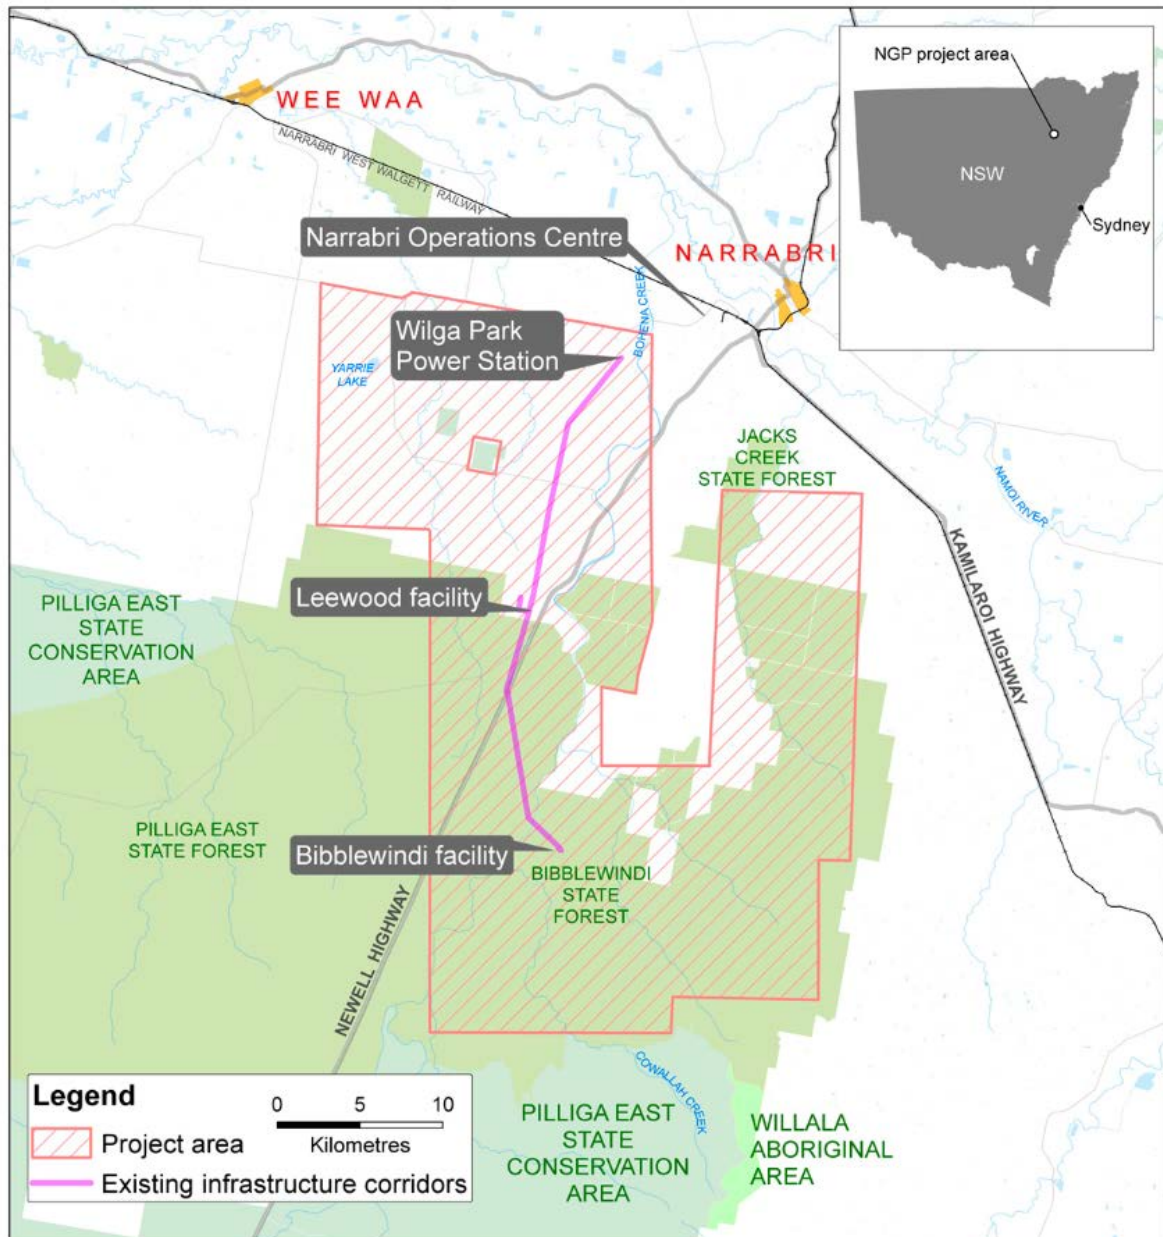 NGP project area
NSW
Sydney
WEE WAA
NARRABRI WEST WALGETT RAILWAY
Narrabri Operations Centre
NARRABRI
BOHENA CREEK
Wilga Park
Power Station
YARRIE
LAKE
JACKS
CREEK
STATE FOREST
NAMOI RIVER
KAMILAROI HIGHWAY
Leewood facility
PILLIGA EAST
STATE
CONSERVATION
AREA
PILLIGA EAST
STATE FOREST
Bibblewindi facility
BIBBLEWINDI
STATE
FOREST
NEWELL HIGHWAY
COWALLAH CREEK
PILLIGA EAST
STATE
CONSERVATION
AREA
WILLALA
ABORIGINAL
AREA
Legend
0 5 10
Kilometres
Project area
Existing infrastructure corridors